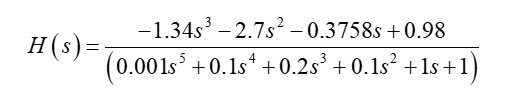 H(s) = \frac{-1.34s^3 - 2.7s^2 - 0.3758s + 0.98}{(0.001s^5 + 0.1s^4 + 0.2s^3 + 0.1s^2 + 1s + 1)}